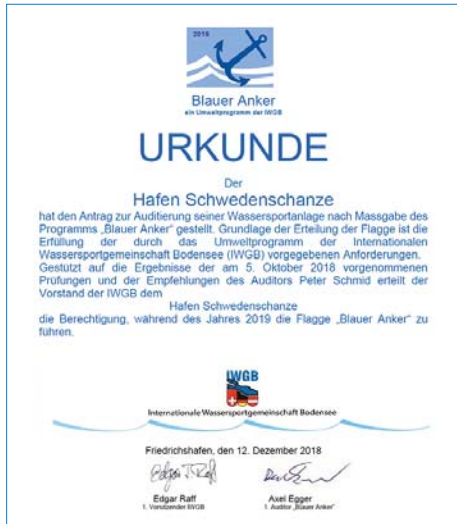 2018
Blauer Anker
ein Umweltprogramm der IWGB
URKUNDE
Der
Hafen Schwedenschanze
hat den Antrag zur Auditierung seiner Wassersportanlage nach Massgabe des
Programms „Blauer Anker" gestellt. Grundlage der Erteilung der Flagge ist die
Erfüllung der durch das Umweltprogramm der Internationalen
Wassersportgemeinschaft Bodensee (IWGB) vorgegebenen Anforderungen.
Gestützt auf die Ergebnisse der am 5. Oktober 2018 vorgenommenen
Prüfungen und der Empfehlungen des Auditors Peter Schmid erteilt der
Vorstand der IWGB dem
Hafen Schwedenschanze
die Berechtigung, während des Jahres 2019 die Flagge „Blauer Anker" zu
führen.
IWGB
Internationale Wassersportgemeinschaft Bodensee
Friedrichshafen, den 12. Dezember 2018
Edgar Raff Axel Egger
1. Vorsitzender IWGB 1. Auditor „Blauer Anker"